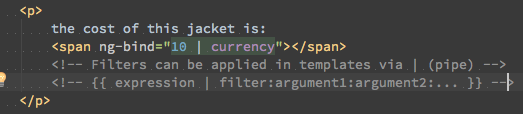 <p>
the cost of this jacket is:
<span ng-bind="10 | currency"></span>
<!-- Filters can be applied in templates via | (pipe) -->
<!-- {{ expression | filter:argument1:argument2:... }} -->
</p>